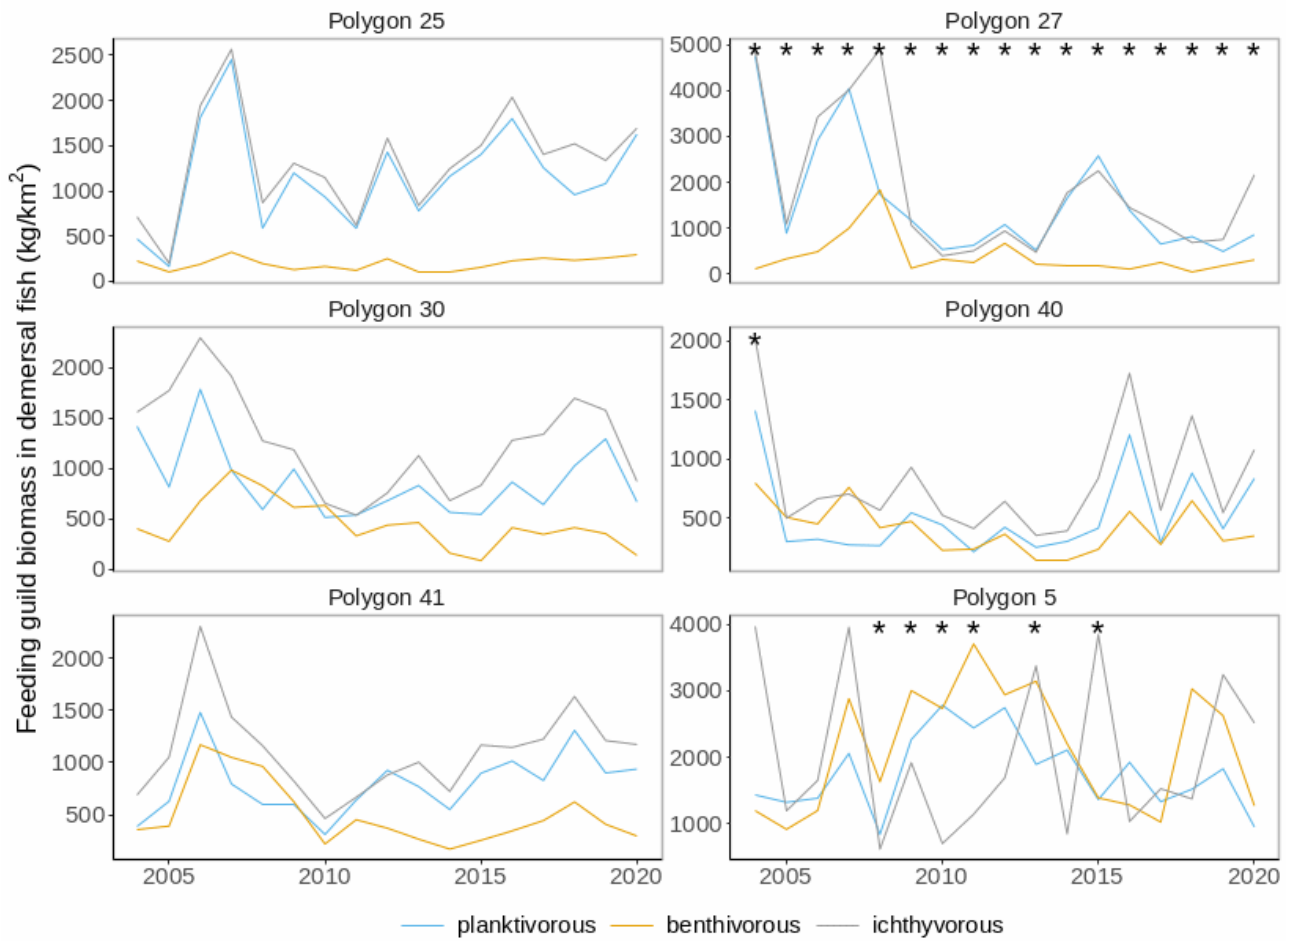 Feeding guild biomass in demersal fish (kg/km²)
Polygon 25
2500
2000
1500
1000
500
0
Polygon 27
5000
4000
3000
2000
1000
0
* * * * * * * * * * * * * * * * *
Polygon 30
2000
1500
1000
500
0
Polygon 40
2000
1500
1000
500
*
Polygon 41
2000
1500
1000
500
2005 2010 2015 2020
Polygon 5
4000
3000
2000
1000
* * * * * *
2005 2010 2015 2020
planktivorous benthivorous ichthyvorous